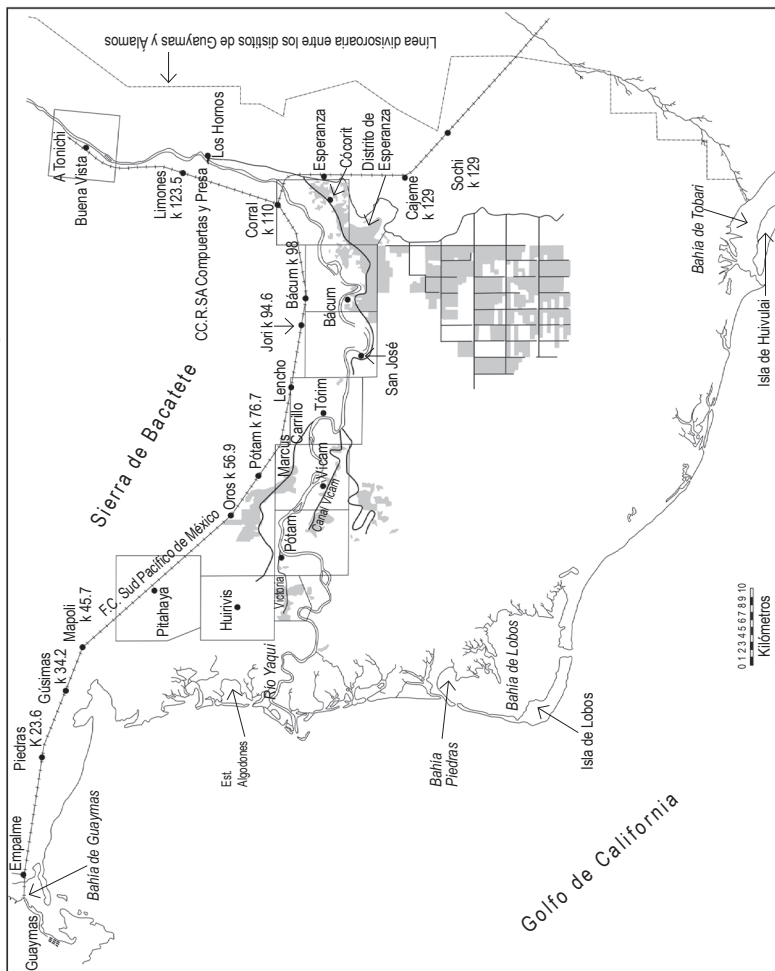 Línea divisoroaria entre los distitos de Guaymas y Álamos
A Tonichi
Buena Vista
Los Hornos
Limones
k 123.5
CC.R.SA Compuertas y Presa
Esperanza
Cócorit
Distrito de
Esperanza
Corral
k 110
Cajeme
k 129
Sochi
k 129
Bácum k 98
Bácum
Jori k 94.6
San José
Lencho
Sierra de Bacatete
Tórim
Marcus
Carrillo
Pótam k 76.7
Vícam
Canal Vícam
Oros k 56.9
Pótam
F.C. Sud Pacífico de México
Victoria
Pitahaya
Huirivis
Mapoli
k 45.7
Gúsimas
k 34.2
Piedras
K 23.6
Río Yaqui
Est.
Algodones
Bahía
Piedras
Bahía de Lobos
Isla de Lobos
Bahía de Tobari
Isla de Huivulai
Empalme
Bahía de Guaymas
Guaymas
Golfo de California
0 1 2 3 4 5 6 7 8 9 10
Kilómetros